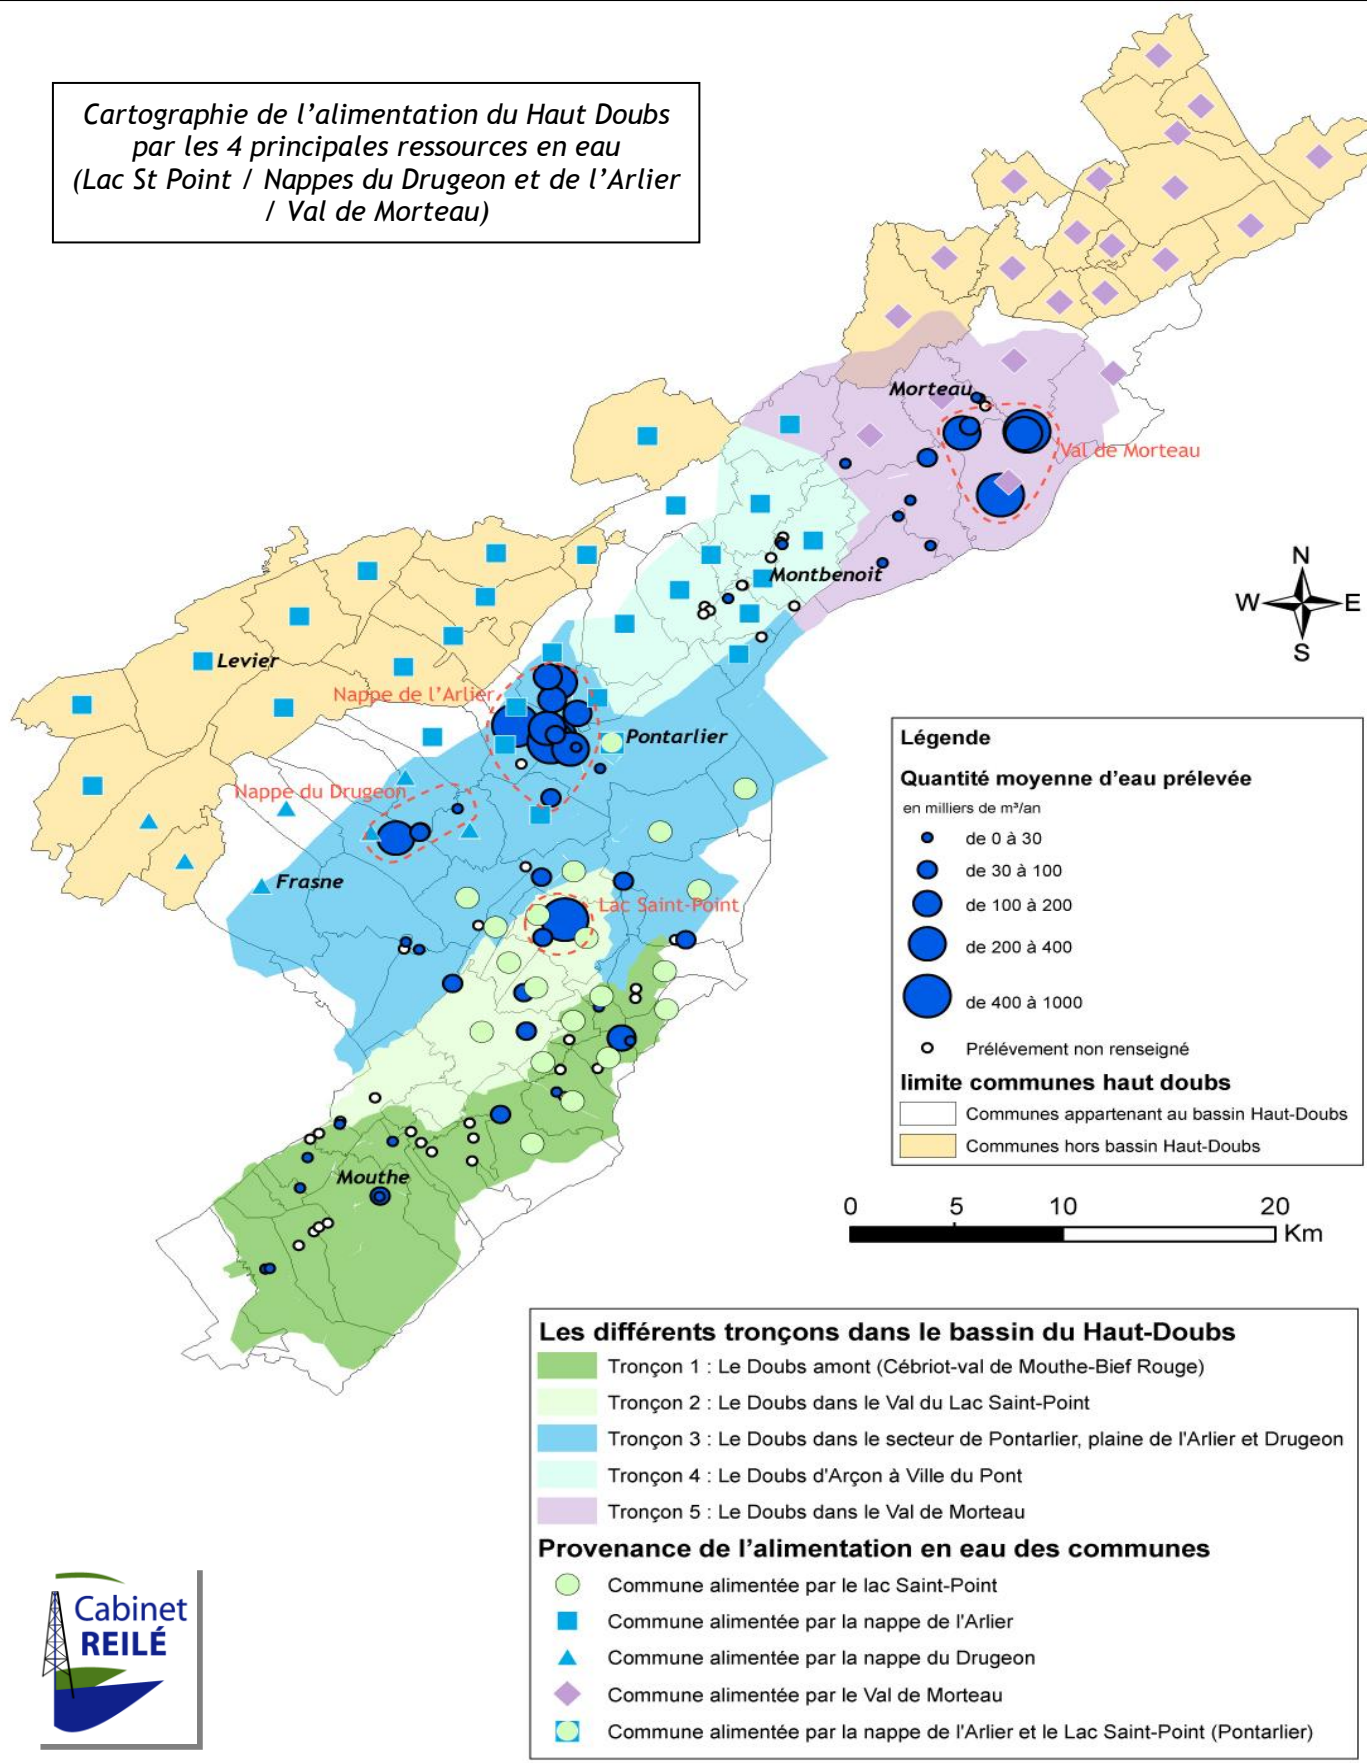 Cartographie de l'alimentation du Haut Doubs
par les 4 principales ressources en eau
(Lac St Point / Nappes du Drugeon et de l'Arlier
/ Val de Morteau)
Morteau
Val de Morteau
Montbenoit
N
W
E
S
Levier
Nappe de l'Arlier
Pontarlier
Nappe du Drugeon
Frasne
Lac Saint-Point
Mouthe
Légende
Quantité moyenne d'eau prélevée
en milliers de m³/an
de 0 à 30
de 30 à 100
de 100 à 200
de 200 à 400
de 400 à 1000
Prélévement non renseigné
limite communes haut doubs
Communes appartenant au bassin Haut-Doubs
Communes hors bassin Haut-Doubs
0 5 10 20
Km
Les différents tronçons dans le bassin du Haut-Doubs
Tronçon 1 : Le Doubs amont (Cébriot-val de Mouthe-Bief Rouge)
Tronçon 2 : Le Doubs dans le Val du Lac Saint-Point
Tronçon 3 : Le Doubs dans le secteur de Pontarlier, plaine de l'Arlier et Drugeon
Tronçon 4 : Le Doubs d'Arçon à Ville du Pont
Tronçon 5 : Le Doubs dans le Val de Morteau
Provenance de l'alimentation en eau des communes
Commune alimentée par le lac Saint-Point
Commune alimentée par la nappe de l'Arlier
Commune alimentée par la nappe du Drugeon
Commune alimentée par le Val de Morteau
Commune alimentée par la nappe de l'Arlier et le Lac Saint-Point (Pontarlier)
Cabinet
REILÉ